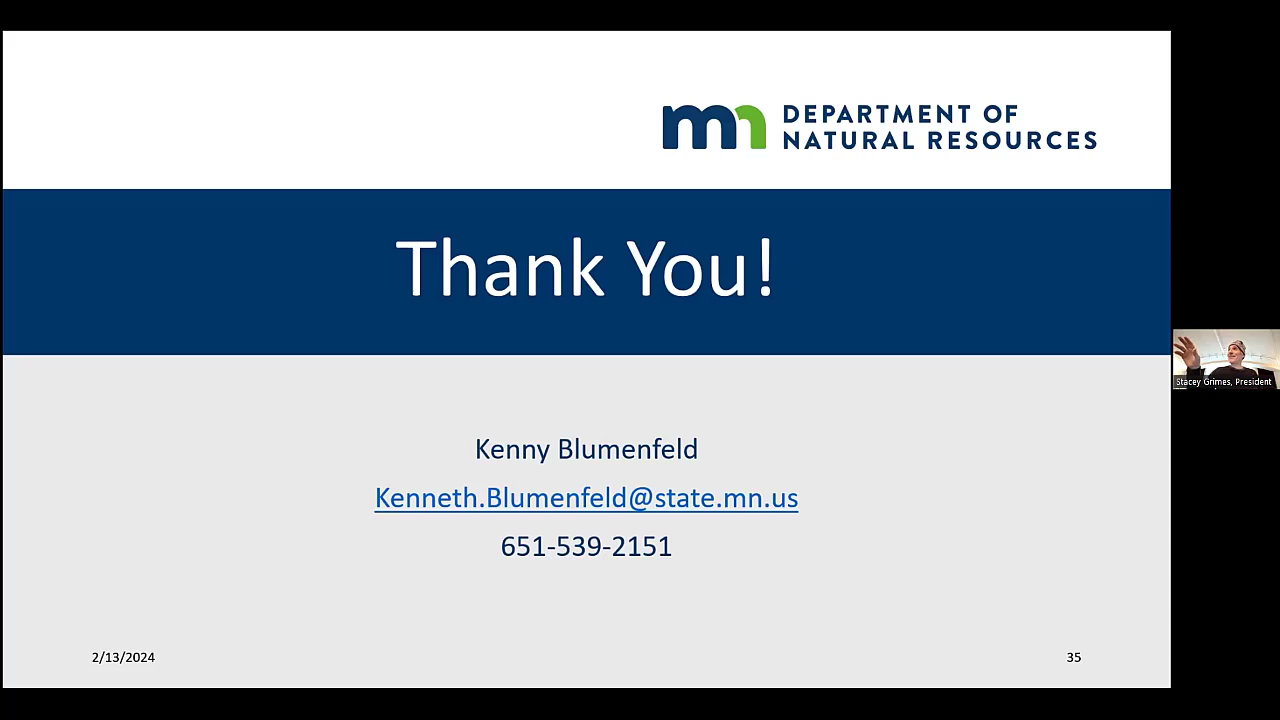 mn DEPARTMENT OF
NATURAL RESOURCES
Thank You!
Kenny Blumenfeld
Kenneth.Blumenfeld@state.mn.us
651-539-2151
2/13/2024
35
Stacey Grimes, President